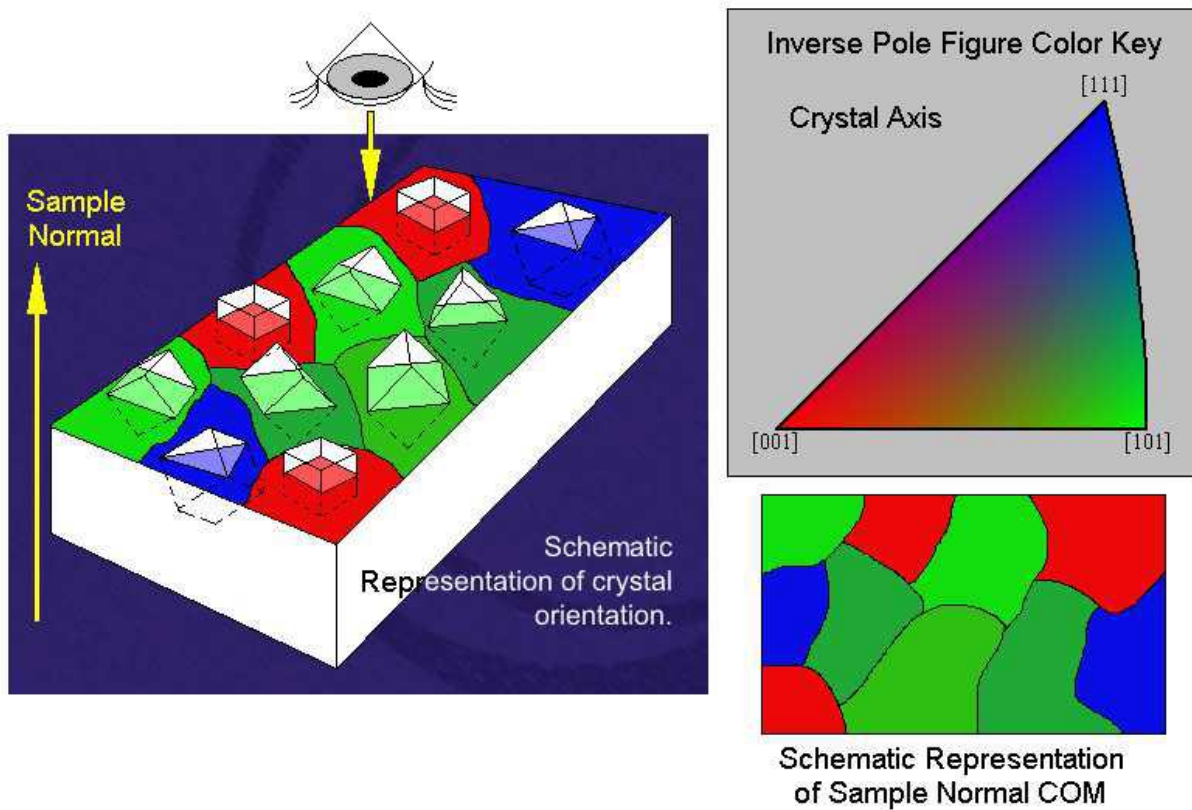 Sample
Normal
Schematic
Representation of crystal
orientation.
Inverse Pole Figure Color Key
[111]
Crystal Axis
[001]
[101]
Schematic Representation
of Sample Normal COM